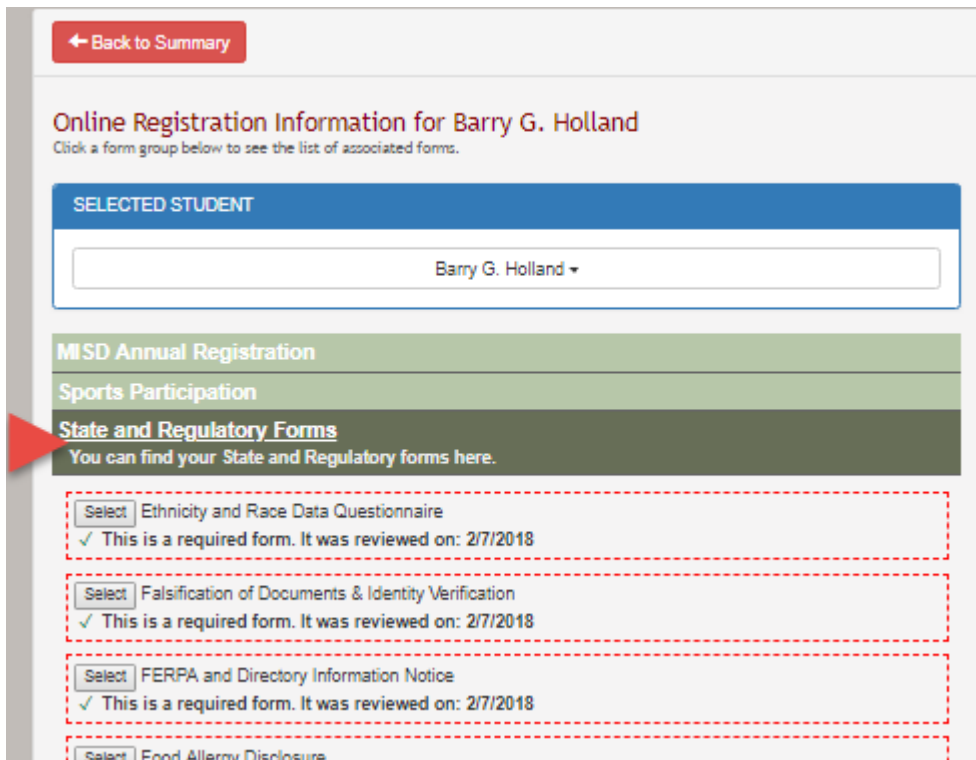 Back to Summary
Online Registration Information for Barry G. Holland
Click a form group below to see the list of associated forms.
SELECTED STUDENT
Barry G. Holland
MISD Annual Registration
Sports Participation
State and Regulatory Forms
You can find your State and Regulatory forms here.
Select Ethnicity and Race Data Questionnaire
✓ This is a required form. It was reviewed on: 2/7/2018
Select Falsification of Documents & Identity Verification
✓ This is a required form. It was reviewed on: 2/7/2018
Select FERPA and Directory Information Notice
✓ This is a required form. It was reviewed on: 2/7/2018
Select Food Allergy Disclosure